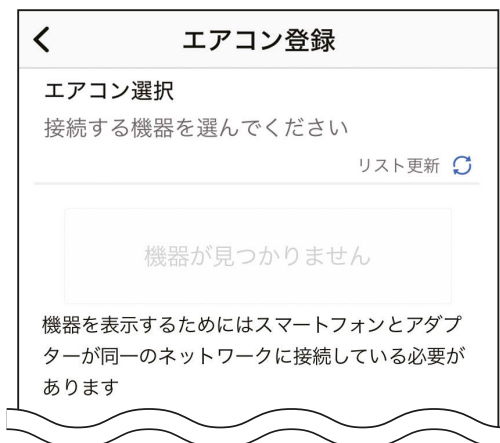 エアコン登録
エアコン選択
接続する機器を選んでください
リスト更新
機器が見つかりません
機器を表示するためにはスマートフォンとアダプ
ターが同一のネットワークに接続している必要が
あります